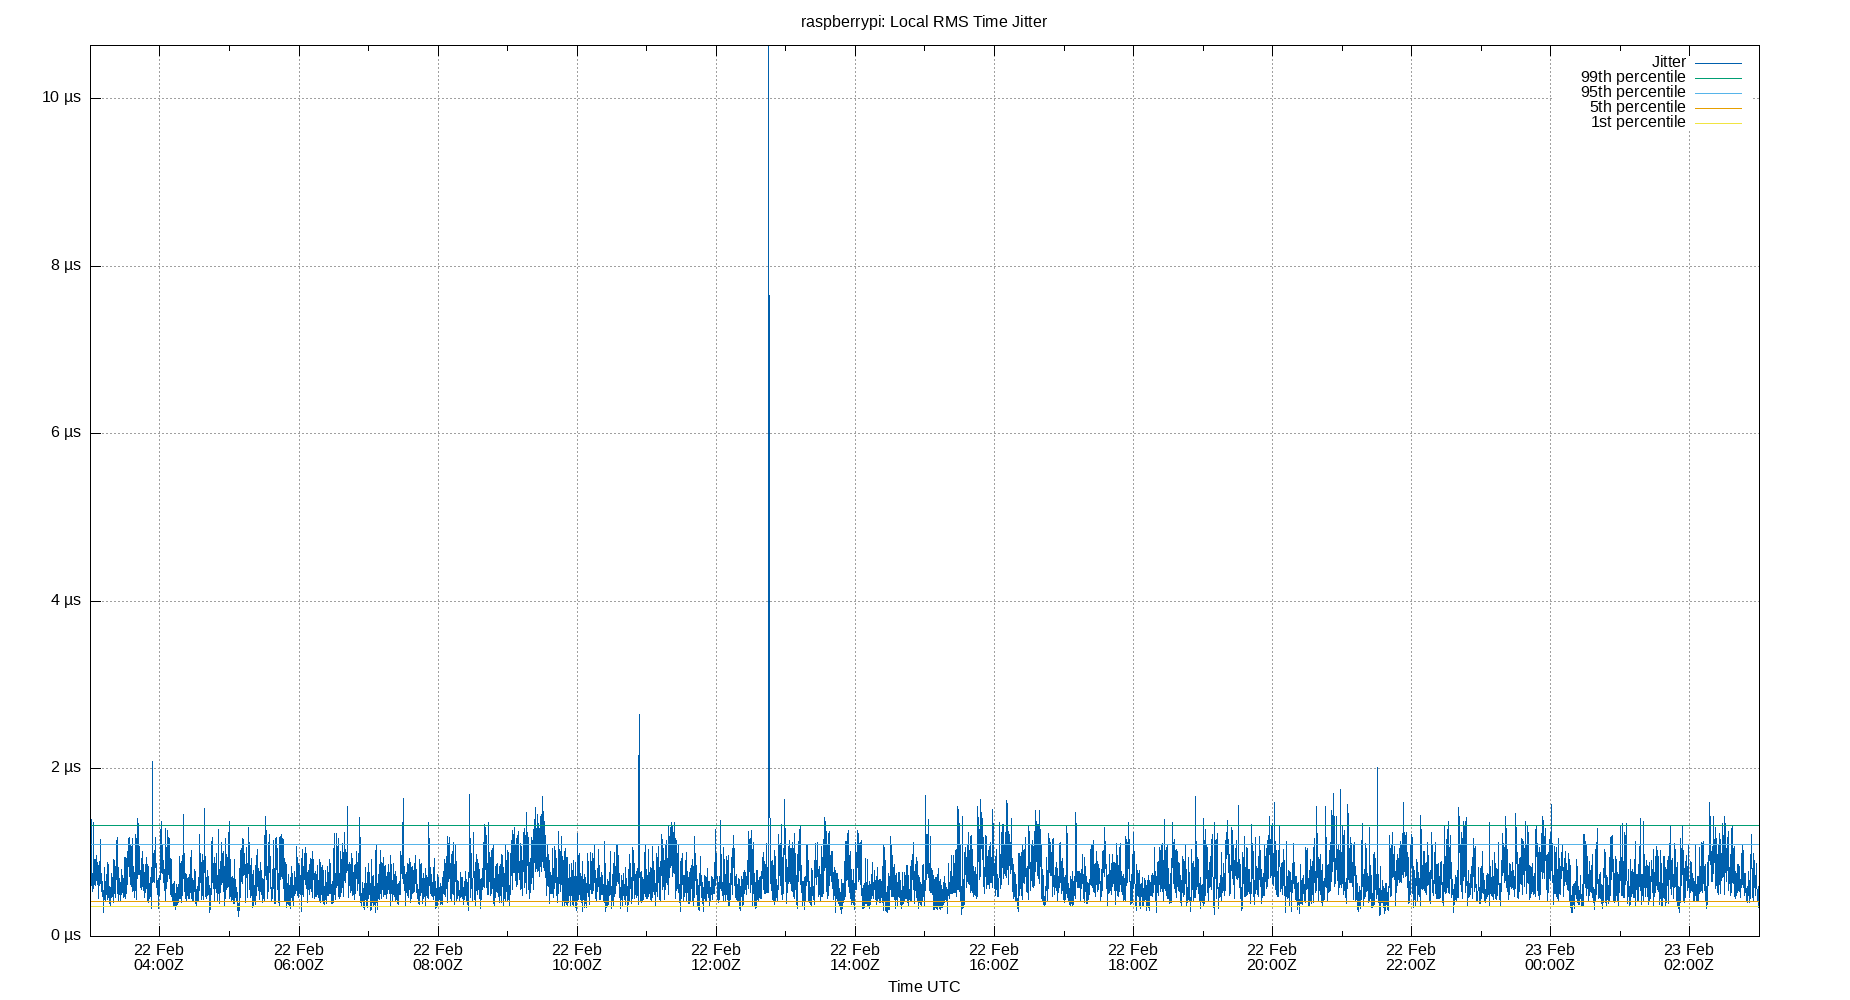 raspberrypi: Local RMS Time Jitter
Jitter
99th percentile
95th percentile
5th percentile
1st percentile
10 µs
8 µs
6 µs
4 µs
2 µs
0 µs
22 Feb 22 Feb 22 Feb 22 Feb 22 Feb 22 Feb 22 Feb 22 Feb 22 Feb 22 Feb 23 Feb 23 Feb
04:00Z 06:00Z 08:00Z 10:00Z 12:00Z 14:00Z 16:00Z 18:00Z 20:00Z 22:00Z 00:00Z 02:00Z
Time UTC